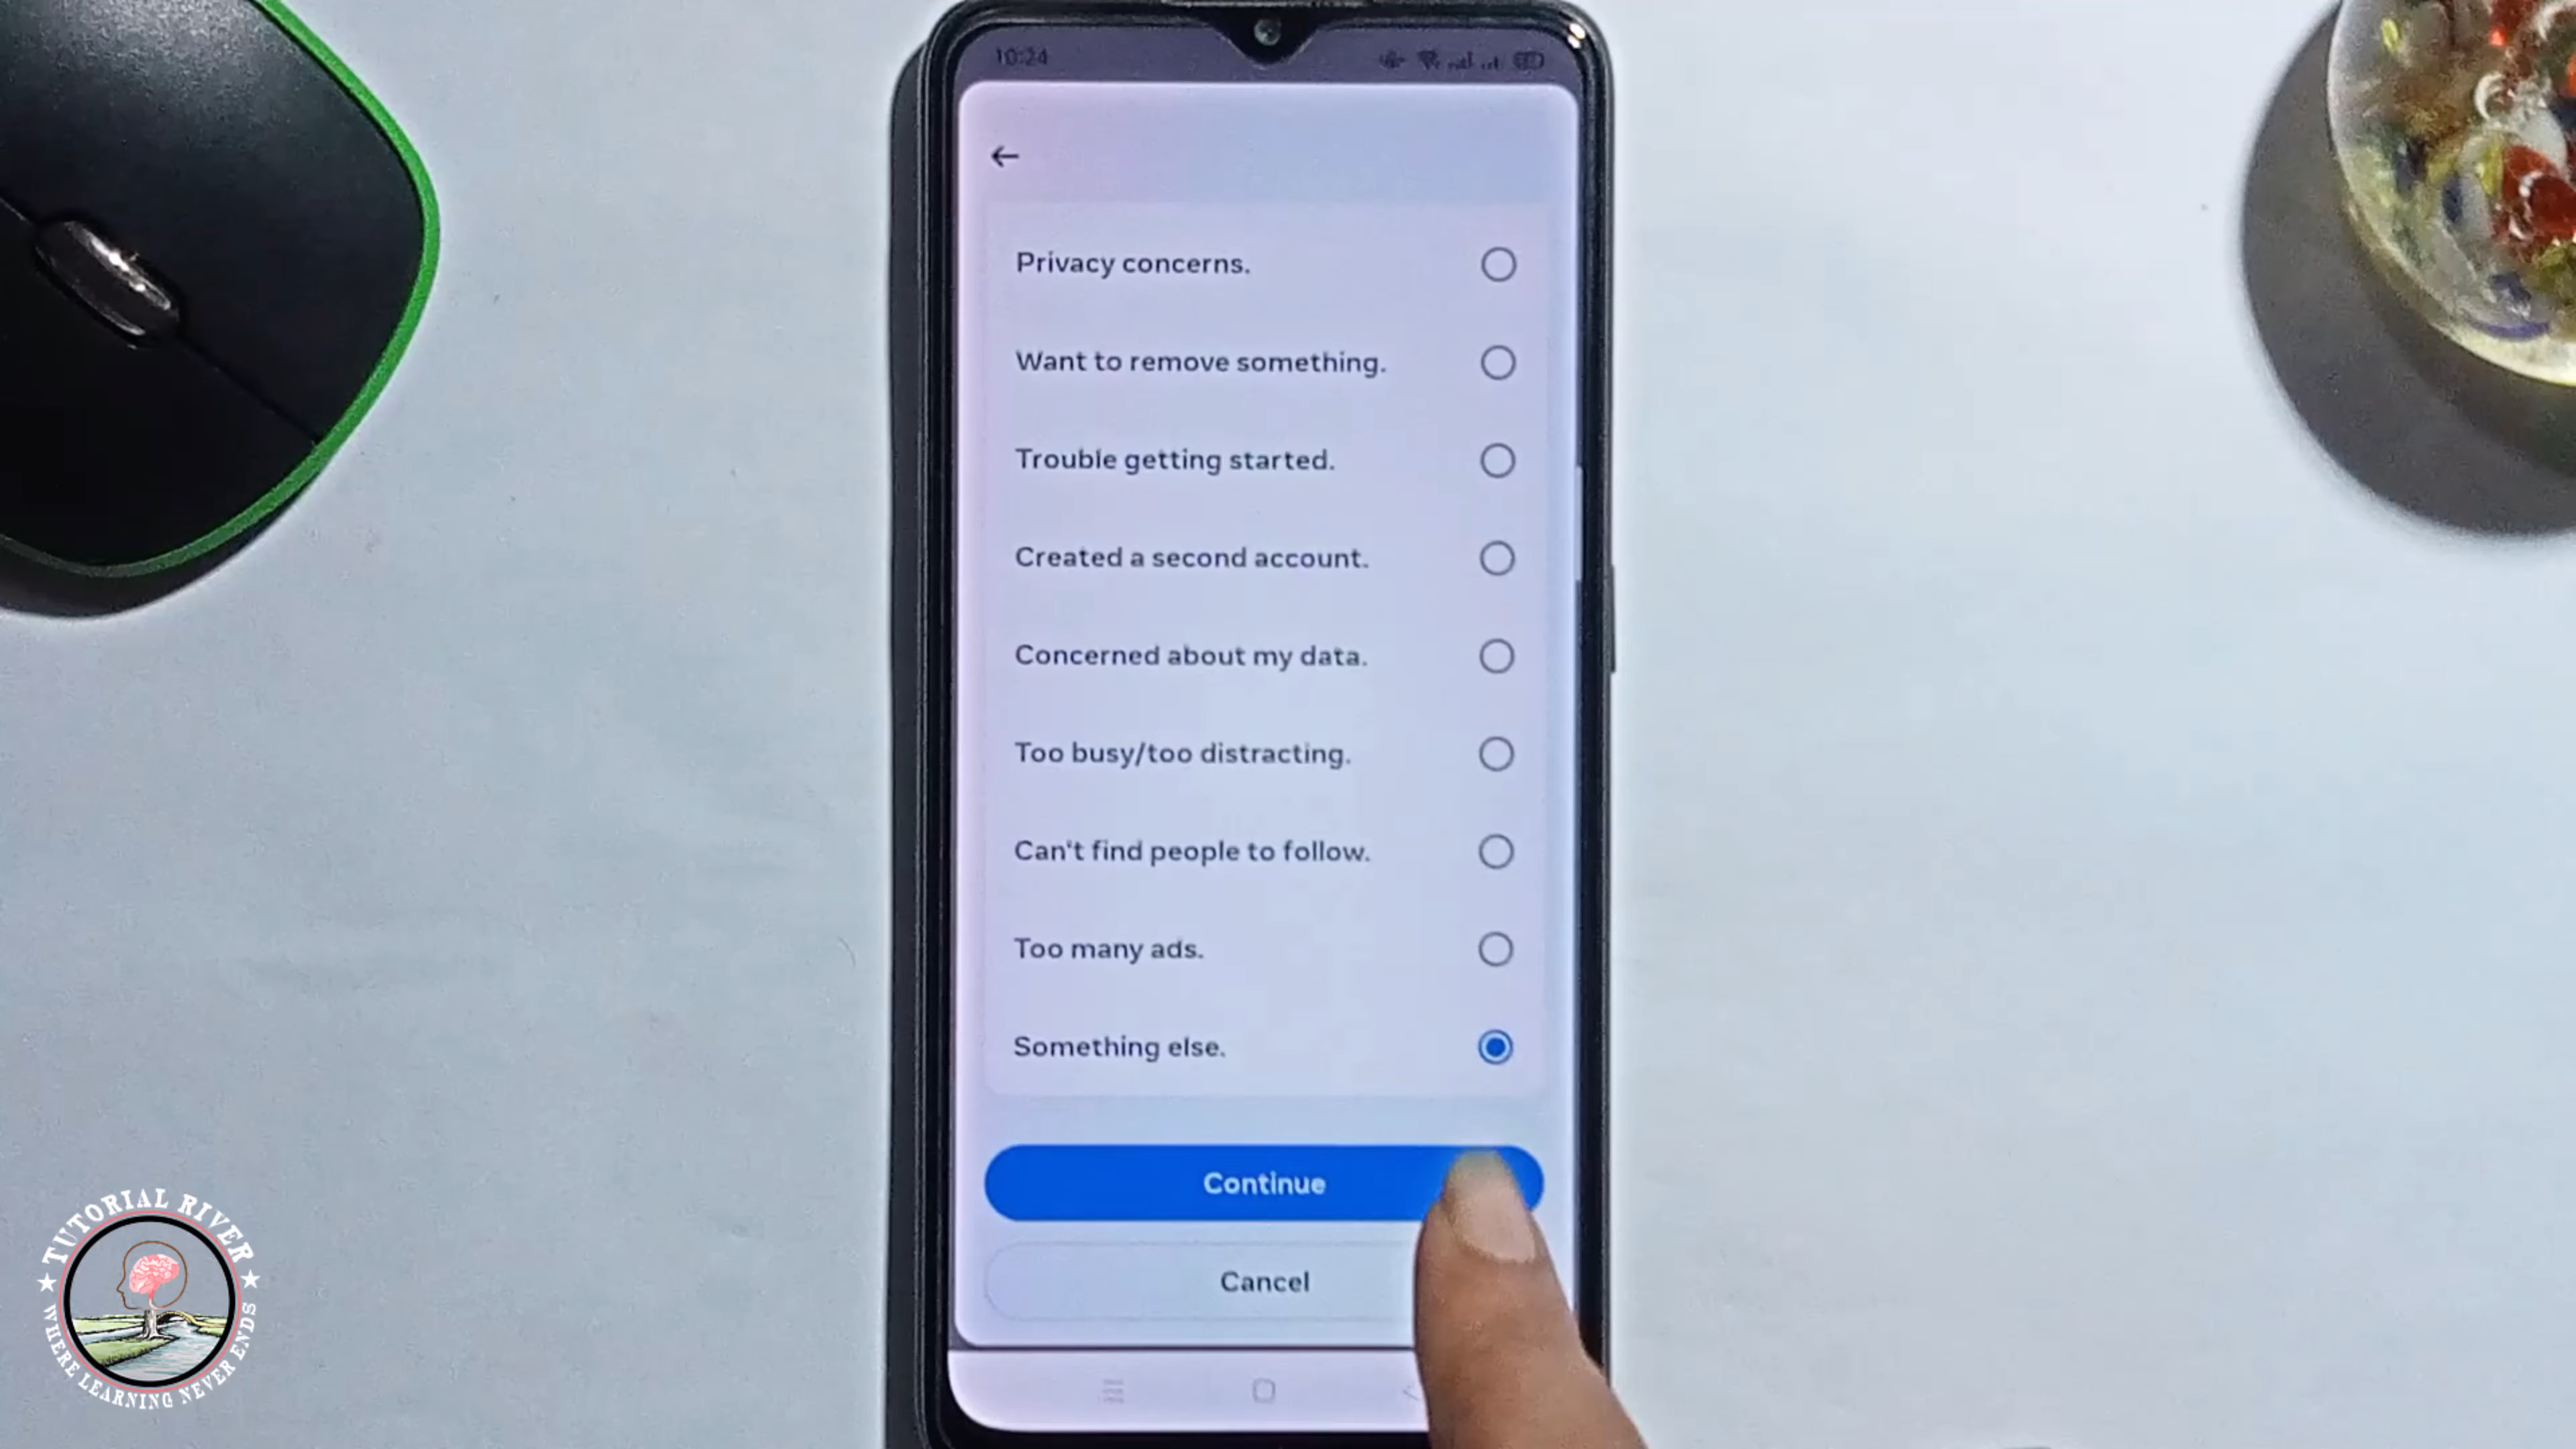 10:24
Privacy concerns.
Want to remove something.
Trouble getting started.
Created a second account.
Concerned about my data.
Too busy/too distracting.
Can't find people to follow.
Too many ads.
Something else.
Continue
Cancel
TUTORIAL RIVER
WHERE LEARNING NEVER ENDS